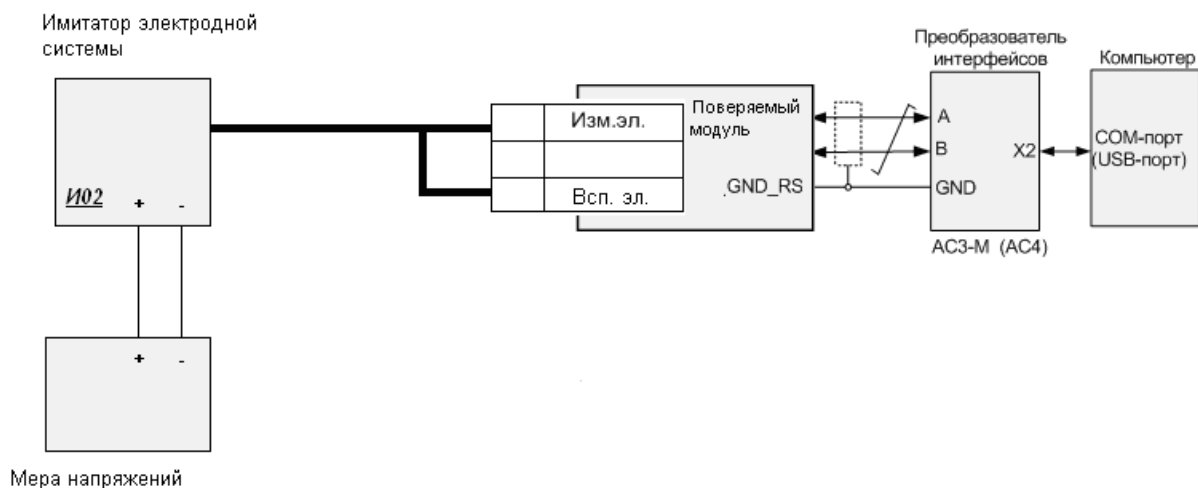 Имитатор электродной
системы
И02
+ -
+ -
Мера напряжений
Изм.эл.
Всп. эл.
Поверяемый
модуль
GND_RS
Преобразователь
интерфейсов
A
B
X2
GND
АС3-М (АС4)
Компьютер
COM-порт
(USB-порт)